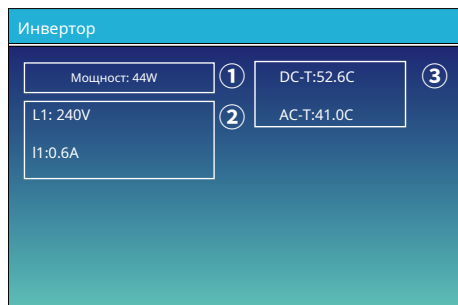 Инвертор
Мощност: 44W
①
L1: 240V
②
I1:0.6A
DC-T:52.6C
③
AC-T:41.0C